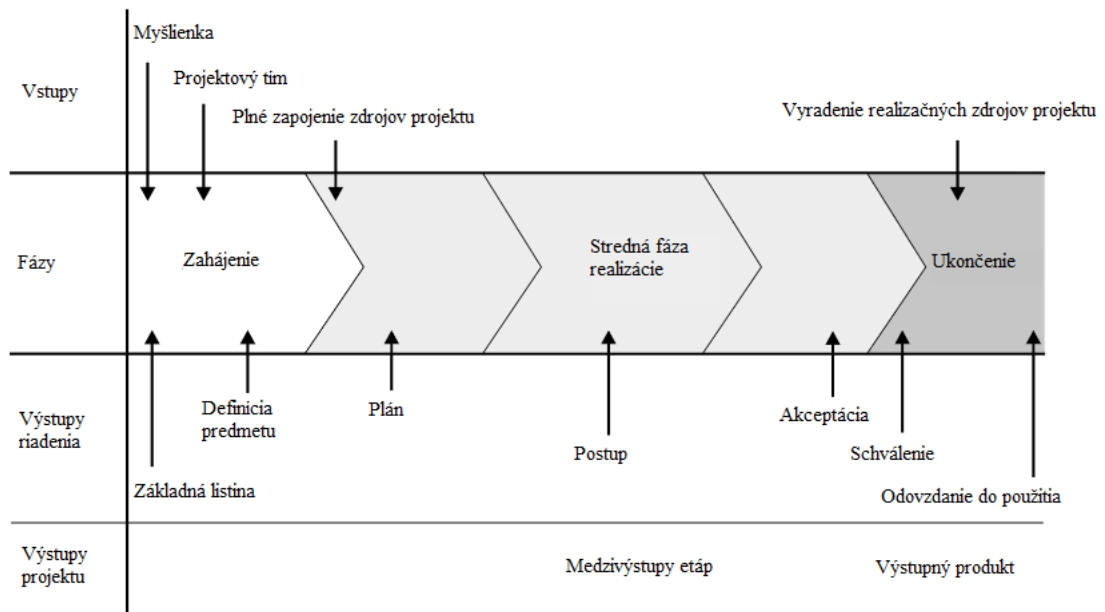 Myšlienka
Projektový tim
Plné zapojenie zdrojov projektu
Vyradenie realizačných zdrojov projektu
Vstupy
Fázy
Zahájenie
Stredná fáza
realizácie
Ukončenie
Výstupy
riadenia
Definícia
predmetu
Plán
Akceptácia
Postup
Schválenie
Základná listina
Odovzdanie do použitia
Výstupy
projektu
Medzivýstupy etáp
Výstupný produkt